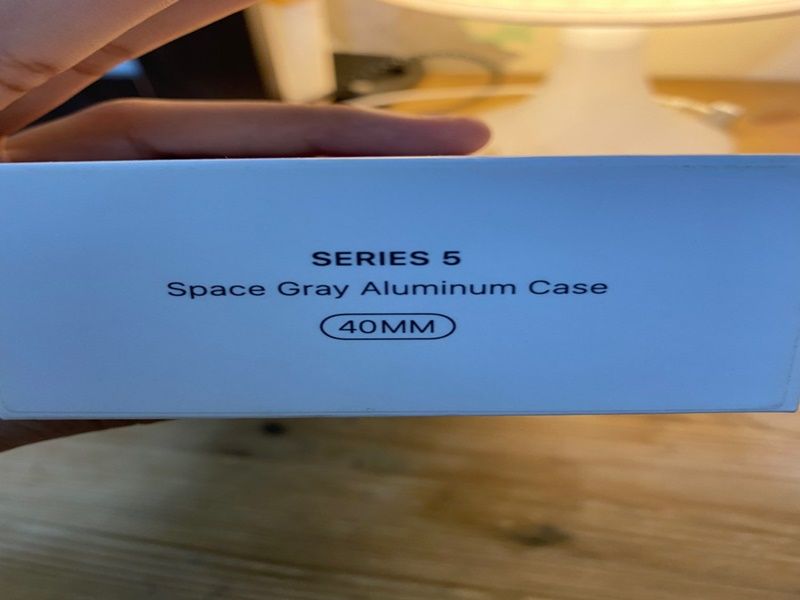 SERIES 5
Space Gray Aluminum Case
40MM